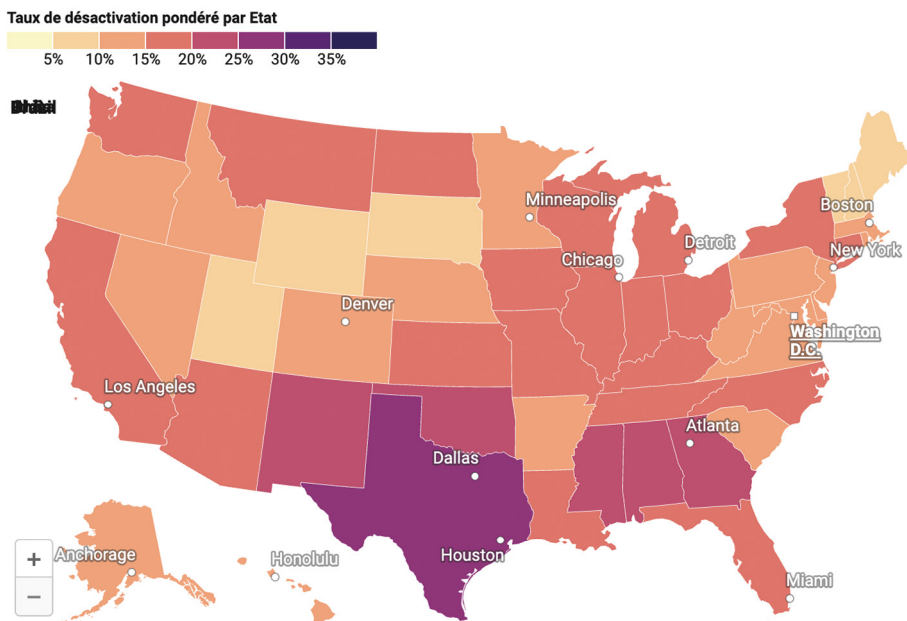 Taux de désactivation pondéré par Etat
5% 10% 15% 20% 25% 30% 35%
Minneapolis
Boston
Detroit
New York
Chicago
Denver
Washington
D.C.
Los Angeles
Atlanta
Dallas
Houston
Anchorage
Honolulu
Miami
+
−